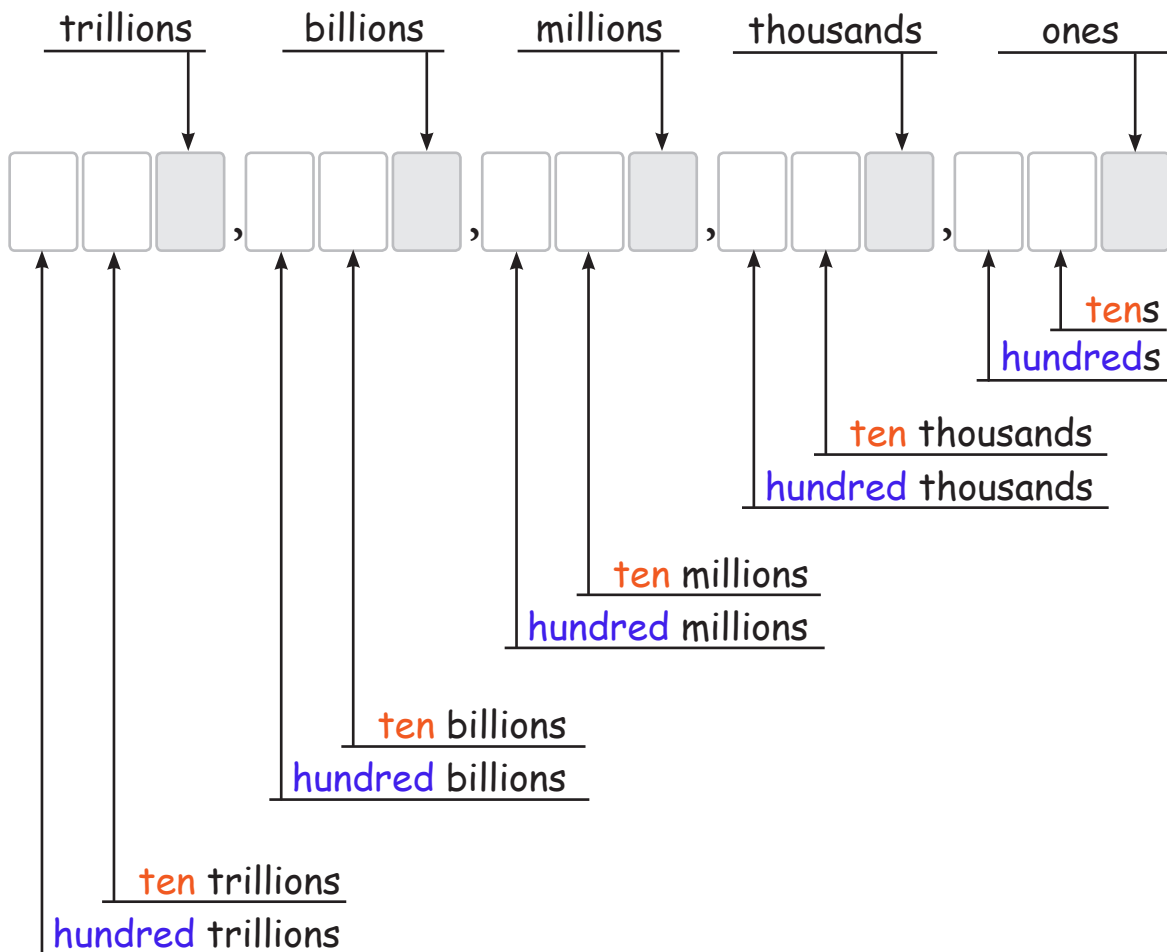 trillions billions millions thousands ones
, , , ,
tens
hundreds
ten thousands
hundred thousands
ten millions
hundred millions
ten billions
hundred billions
ten trillions
hundred trillions